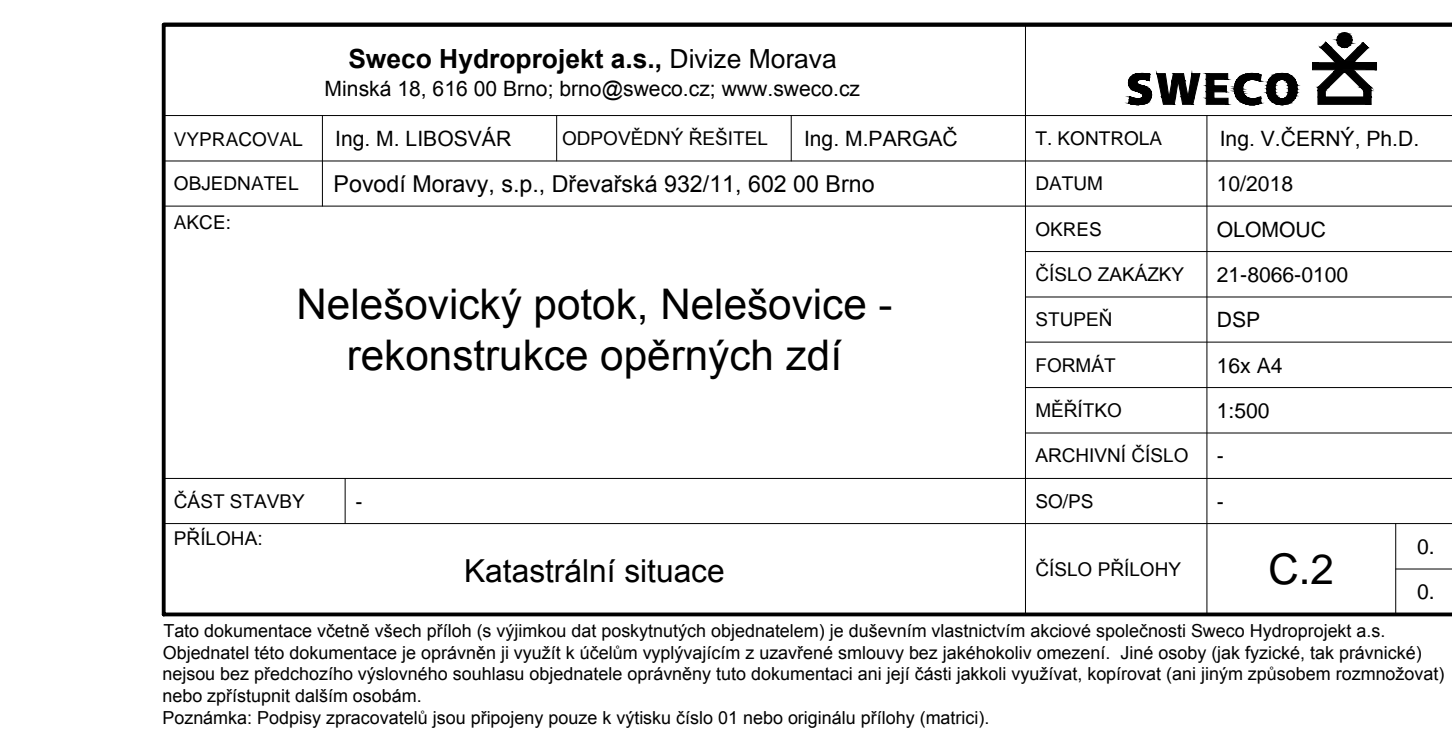 Sweco Hydroprojekt a.s., Divize Morava
Minská 18, 616 00 Brno; brno@sweco.cz; www.sweco.cz
SWECO
VYPRACOVAL Ing. M. LIBOSVÁR ODPOVĚDNÝ ŘEŠITEL Ing. M.PARGAČ T. KONTROLA Ing. V.ČERNÝ, Ph.D.
OBJEDNATEL Povodí Moravy, s.p., Dřevařská 932/11, 602 00 Brno DATUM 10/2018
AKCE:
Nelešovický potok, Nelešovice -
rekonstrukce opěrných zdí
OKRES OLOMOUC
ČÍSLO ZAKÁZKY 21-8066-0100
STUPEŇ DSP
FORMÁT 16x A4
MĚŘÍTKO 1:500
ARCHIVNÍ ČÍSLO -
ČÁST STAVBY - SO/PS -
PŘÍLOHA:
Katastrální situace
ČÍSLO PŘÍLOHY C.2
0.
0.
Tato dokumentace včetně všech příloh (s výjimkou dat poskytnutých objednatelem) je duševním vlastnictvím akciové společnosti Sweco Hydroprojekt a.s.
Objednatel této dokumentace je oprávněn ji využít k účelům vyplývajícím z uzavřené smlouvy bez jakéhokoliv omezení. Jiné osoby (jak fyzické, tak právnické)
nejsou bez předchozího výslovného souhlasu objednatele oprávněny tuto dokumentaci ani její části jakkoli využívat, kopírovat (ani jiným způsobem rozmnožovat)
nebo zpřístupnit dalším osobám.
Poznámka: Podpisy zpracovatelů jsou připojeny pouze k výtisku číslo 01 nebo originálu přílohy (matrici).